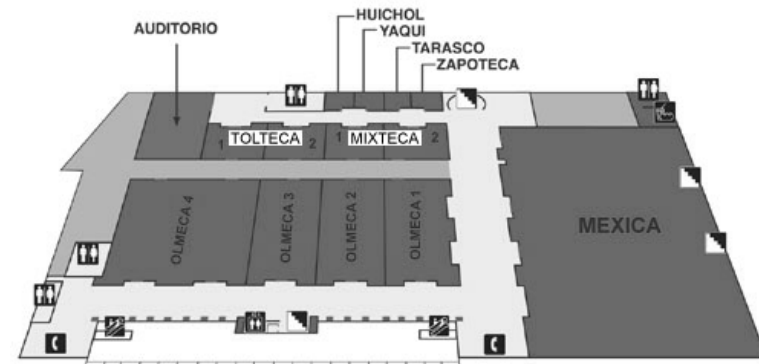 HUICHOL
YAQUI
AUDITORIO
TARASCO
ZAPOTECA
1 TOLTECA 2
1 MIXTECA 2
OLMECA 4
OLMECA 3
OLMECA 2
OLMECA 1
MEXICA